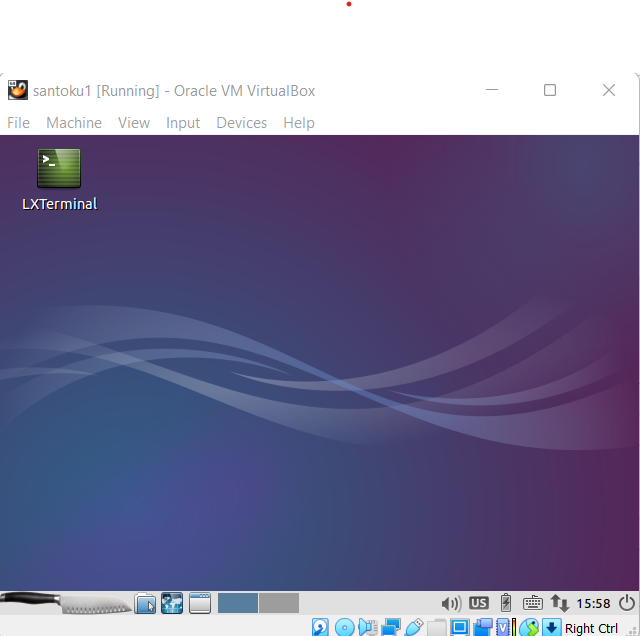 santoku1 [Running] - Oracle VM VirtualBox
File Machine View Input Devices Help
LXTerminal
US 15:58
Right Ctrl